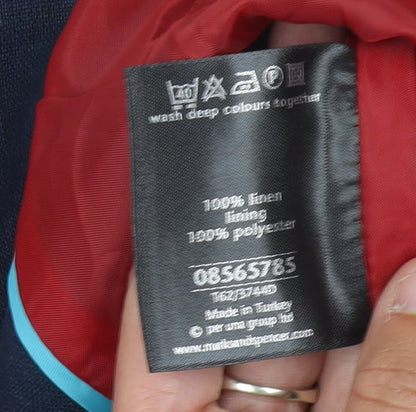 40 P
wash deep colours together
100% linen
lining
100% polyester
08565785
T62/3744D
Made in Turkey
© per una group ltd
www.marksandspencer.com